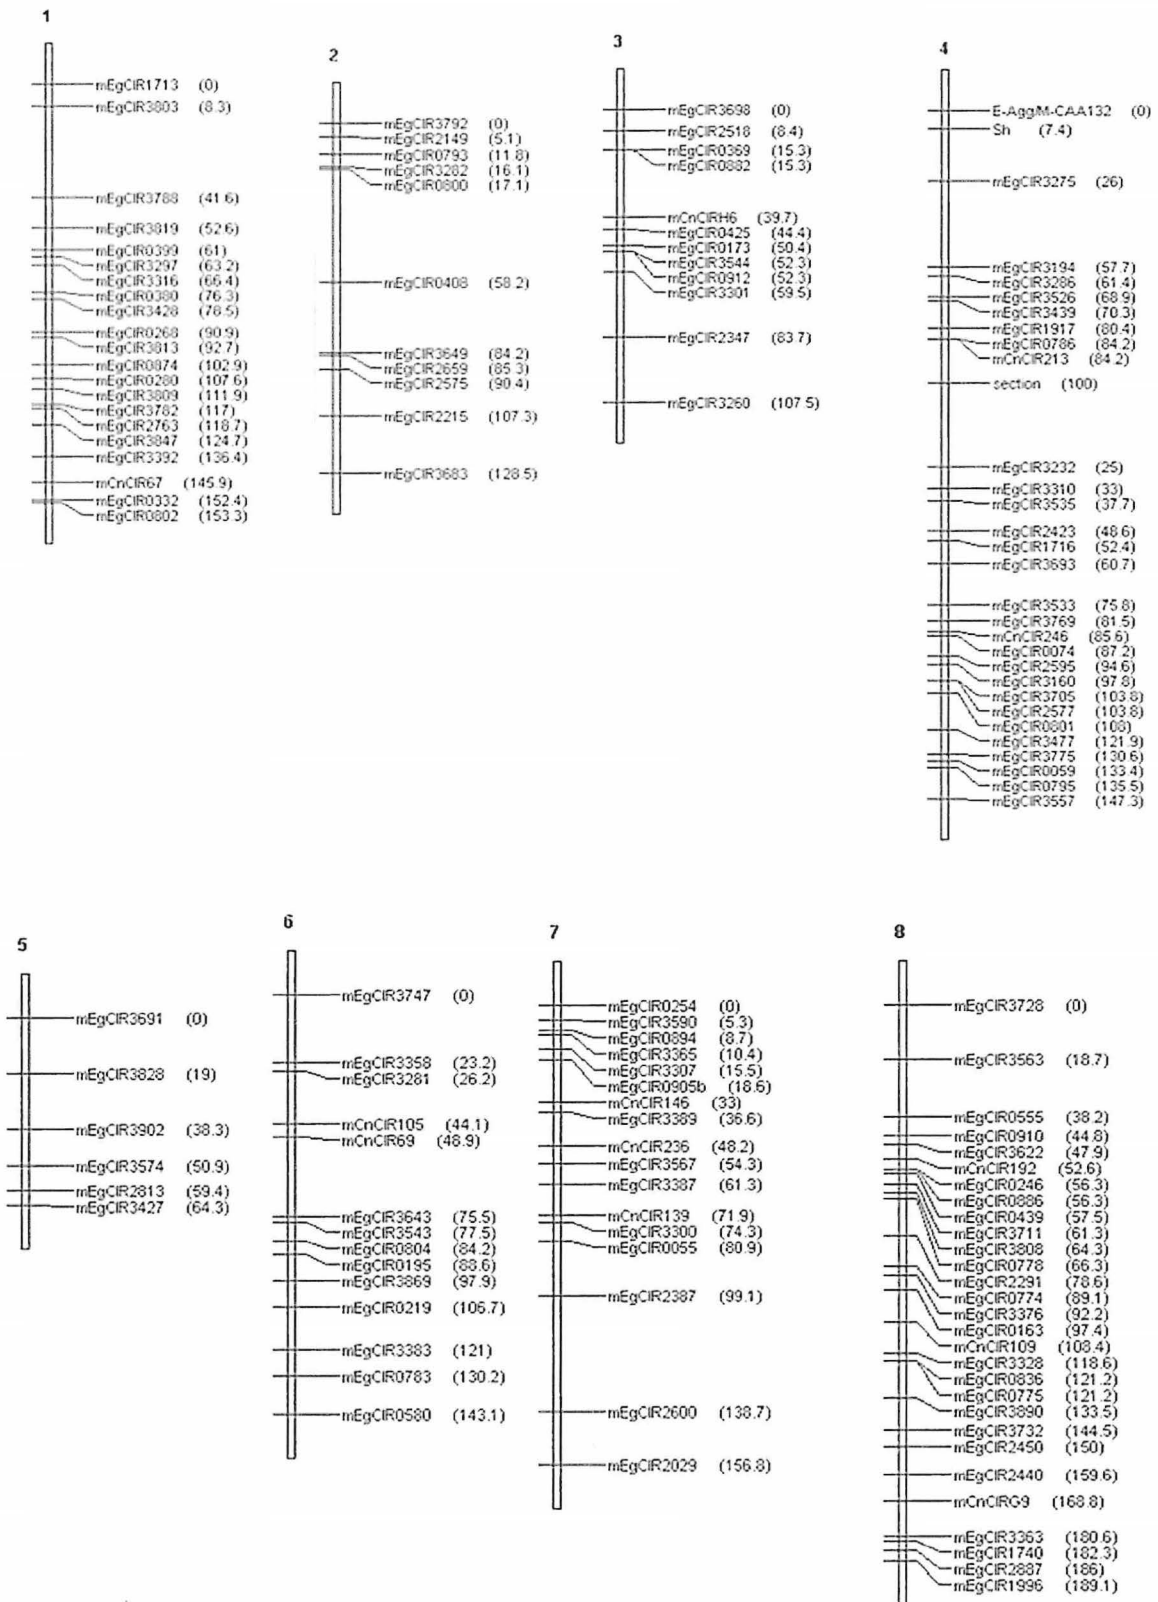 1
mEgCIR1713 (0)
mEgCIR3803 (8.3)
mEgCIR3788 (41.6)
mEgCIR3819 (52.6)
mEgCIR0399 (61)
mEgCIR3297 (63.2)
mEgCIR3316 (66.4)
mEgCIR0380 (76.3)
mEgCIR3428 (78.5)
mEgCIR0268 (90.9)
mEgCIR3813 (92.7)
mEgCIR0874 (102.9)
mEgCIR0280 (107.6)
mEgCIR3809 (111.9)
mEgCIR3782 (117)
mEgCIR2763 (118.7)
mEgCIR3847 (124.7)
mEgCIR3392 (136.4)
mCnCIR67 (145.9)
mEgCIR0332 (152.4)
mEgCIR0802 (153.3)
2
mEgCIR3792 (0)
mEgCIR2149 (5.1)
mEgCIR0793 (11.8)
mEgCIR3282 (16.1)
mEgCIR0800 (17.1)
mEgCIR0408 (58.2)
mEgCIR3649 (84.2)
mEgCIR2659 (85.3)
mEgCIR2575 (90.4)
mEgCIR2215 (107.3)
mEgCIR3683 (128.5)
3
mEgCIR3698 (0)
mEgCIR2518 (8.4)
mEgCIR0369 (15.3)
mEgCIR0882 (15.3)
mCnCIRH6 (39.7)
mEgCIR0425 (44.4)
mEgCIR0173 (50.4)
mEgCIR3544 (52.3)
mEgCIR0912 (52.3)
mEgCIR3301 (59.5)
mEgCIR2347 (83.7)
mEgCIR3260 (107.5)
4
E-Agg/M-CAA132 (0)
Sh (7.4)
mEgCIR3275 (26)
mEgCIR3194 (57.7)
mEgCIR3286 (61.4)
mEgCIR3526 (68.9)
mEgCIR3439 (70.3)
mEgCIR1917 (80.4)
mEgCIR0786 (84.2)
mCnCIR213 (84.2)
section (100)
mEgCIR3232 (25)
mEgCIR3310 (33)
mEgCIR3535 (37.7)
mEgCIR2423 (48.6)
mEgCIR1716 (52.4)
mEgCIR3693 (60.7)
mEgCIR3533 (75.8)
mEgCIR3769 (81.5)
mCnCIR246 (85.6)
mEgCIR0074 (87.2)
mEgCIR2595 (94.6)
mEgCIR3160 (97.8)
mEgCIR3705 (103.8)
mEgCIR2577 (103.8)
mEgCIR0801 (108)
mEgCIR3477 (121.9)
mEgCIR3775 (130.6)
mEgCIR0059 (133.4)
mEgCIR0795 (135.5)
mEgCIR3557 (147.3)
5
mEgCIR3691 (0)
mEgCIR3828 (19)
mEgCIR3902 (38.3)
mEgCIR3574 (50.9)
mEgCIR2813 (59.4)
mEgCIR3427 (64.3)
6
mEgCIR3747 (0)
mEgCIR3358 (23.2)
mEgCIR3281 (26.2)
mCnCIR105 (44.1)
mCnCIR69 (48.9)
mEgCIR3643 (75.5)
mEgCIR3543 (77.5)
mEgCIR0804 (84.2)
mEgCIR0195 (88.6)
mEgCIR3869 (97.9)
mEgCIR0219 (106.7)
mEgCIR3383 (121)
mEgCIR0783 (130.2)
mEgCIR0580 (143.1)
7
mEgCIR0254 (0)
mEgCIR3590 (5.3)
mEgCIR0894 (8.7)
mEgCIR3365 (10.4)
mEgCIR3307 (15.5)
mEgCIR0905b (18.6)
mCnCIR146 (33)
mEgCIR3389 (36.6)
mCnCIR236 (48.2)
mEgCIR3567 (54.3)
mEgCIR3387 (61.3)
mCnCIR139 (71.9)
mEgCIR3300 (74.3)
mEgCIR0055 (80.9)
mEgCIR2387 (99.1)
mEgCIR2600 (138.7)
mEgCIR2029 (156.8)
8
mEgCIR3728 (0)
mEgCIR3563 (18.7)
mEgCIR0555 (38.2)
mEgCIR0910 (44.8)
mEgCIR3622 (47.9)
mCnCIR192 (52.6)
mEgCIR0246 (56.3)
mEgCIR0886 (56.3)
mEgCIR0439 (57.5)
mEgCIR3711 (61.3)
mEgCIR3808 (64.3)
mEgCIR0778 (66.3)
mEgCIR2291 (78.6)
mEgCIR0774 (89.1)
mEgCIR3376 (92.2)
mEgCIR0163 (97.4)
mCnCIR109 (108.4)
mEgCIR3328 (118.6)
mEgCIR0836 (121.2)
mEgCIR0775 (121.2)
mEgCIR3890 (133.5)
mEgCIR3732 (144.5)
mEgCIR2450 (150)
mEgCIR2440 (159.6)
mCnCIRG9 (168.8)
mEgCIR3363 (180.6)
mEgCIR1740 (182.3)
mEgCIR2887 (186)
mEgCIR1996 (189.1)